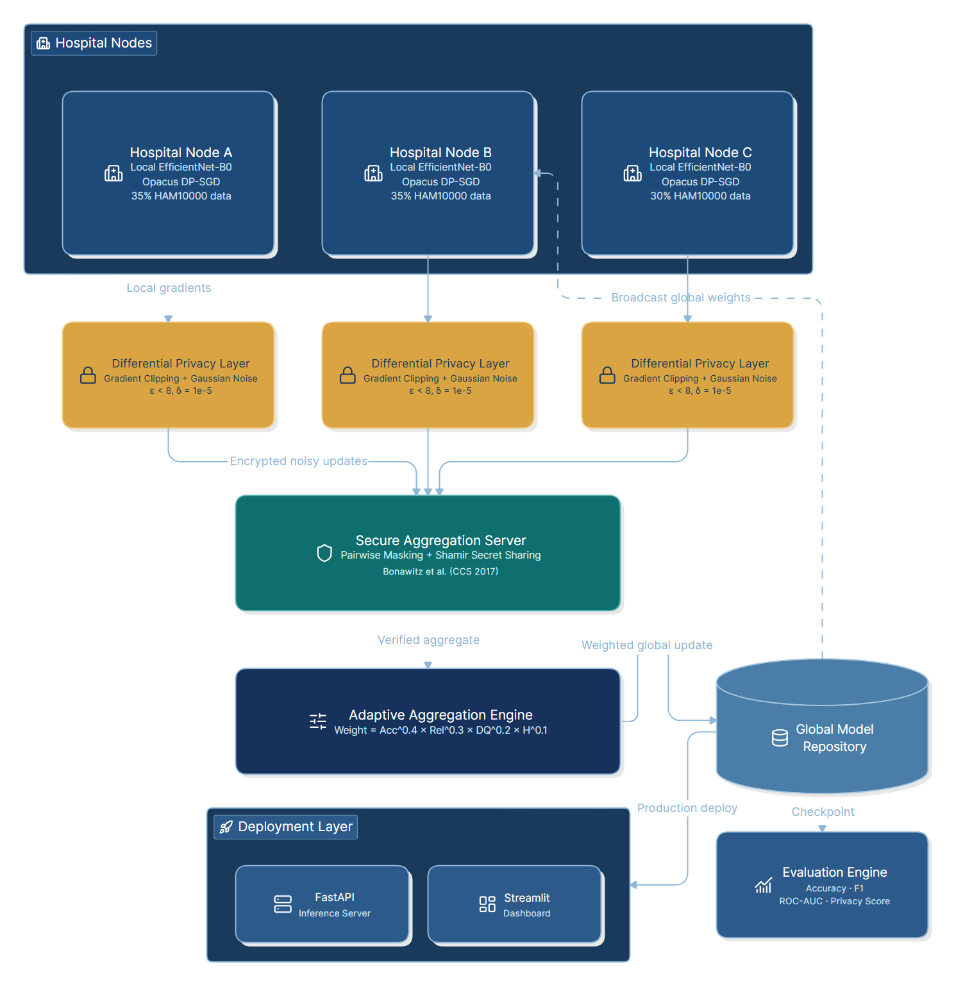 Hospital Nodes
Hospital Node A
Local EfficientNet-B0
Opacus DP-SGD
35% HAM10000 data
Hospital Node B
Local EfficientNet-B0
Opacus DP-SGD
35% HAM10000 data
Hospital Node C
Local EfficientNet-B0
Opacus DP-SGD
30% HAM10000 data
Local gradients
Broadcast global weights
Differential Privacy Layer
Gradient Clipping + Gaussian Noise
ε < 8, δ = 1e-5
Differential Privacy Layer
Gradient Clipping + Gaussian Noise
ε < 8, δ = 1e-5
Differential Privacy Layer
Gradient Clipping + Gaussian Noise
ε < 8, δ = 1e-5
Encrypted noisy updates
Secure Aggregation Server
Pairwise Masking + Shamir Secret Sharing
Bonawitz et al. (CCS 2017)
Verified aggregate
Weighted global update
Adaptive Aggregation Engine
Weight = Acc^0.4 × Rel^0.3 × DQ^0.2 × H^0.1
Global Model
Repository
Production deploy
Checkpoint
Deployment Layer
FastAPI
Inference Server
Streamlit
Dashboard
Evaluation Engine
Accuracy · F1
ROC-AUC · Privacy Score